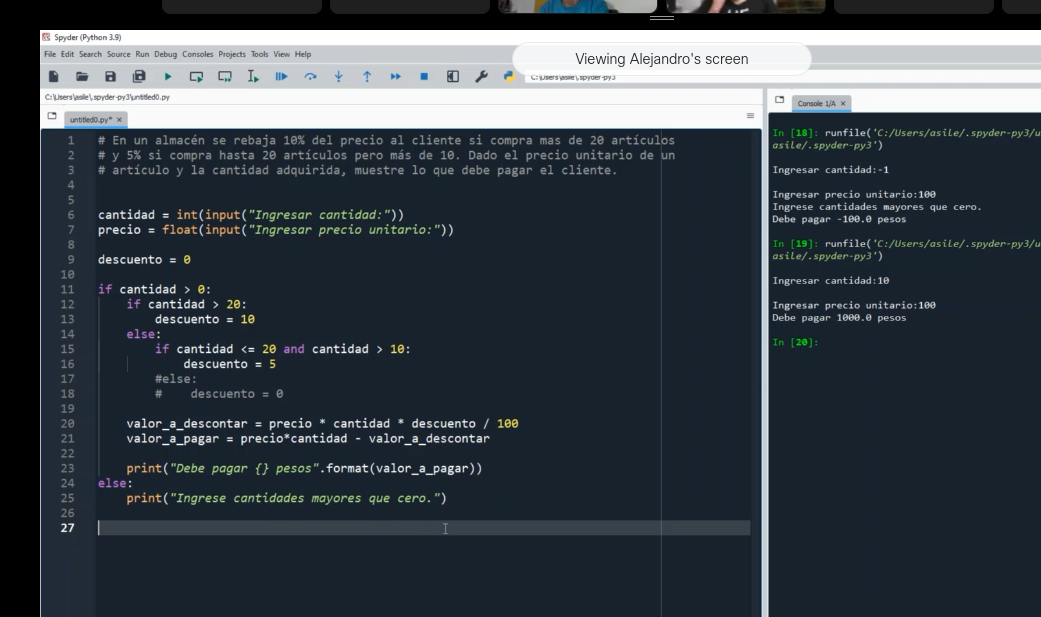 Spyder (Python 3.9)
File Edit Search Source Run Debug Consoles Projects Tools View Help
Viewing Alejandro's screen
C:\Users\asile\.spyder-py3
C:\Users\asile\.spyder-py3\untitled0.py
untitled0.py*
1 # En un almacén se rebaja 10% del precio al cliente si compra mas de 20 artículos
2 # y 5% si compra hasta 20 artículos pero más de 10. Dado el precio unitario de un
3 # artículo y la cantidad adquirida, muestre lo que debe pagar el cliente.
4
5
6 cantidad = int(input("Ingresar cantidad:"))
7 precio = float(input("Ingresar precio unitario:"))
8
9 descuento = 0
10
11 if cantidad > 0:
12 if cantidad > 20:
13 descuento = 10
14 else:
15 if cantidad <= 20 and cantidad > 10:
16 descuento = 5
17 #else:
18 # descuento = 0
19
20 valor_a_descontar = precio * cantidad * descuento / 100
21 valor_a_pagar = precio*cantidad - valor_a_descontar
22
23 print("Debe pagar {} pesos".format(valor_a_pagar))
24 else:
25 print("Ingrese cantidades mayores que cero.")
26
27
Console 1/A
In [18]: runfile('C:/Users/asile/.spyder-py3/u
asile/.spyder-py3')
Ingresar cantidad:-1
Ingresar precio unitario:100
Ingrese cantidades mayores que cero.
Debe pagar -100.0 pesos
In [19]: runfile('C:/Users/asile/.spyder-py3/u
asile/.spyder-py3')
Ingresar cantidad:10
Ingresar precio unitario:100
Debe pagar 1000.0 pesos
In [20]: